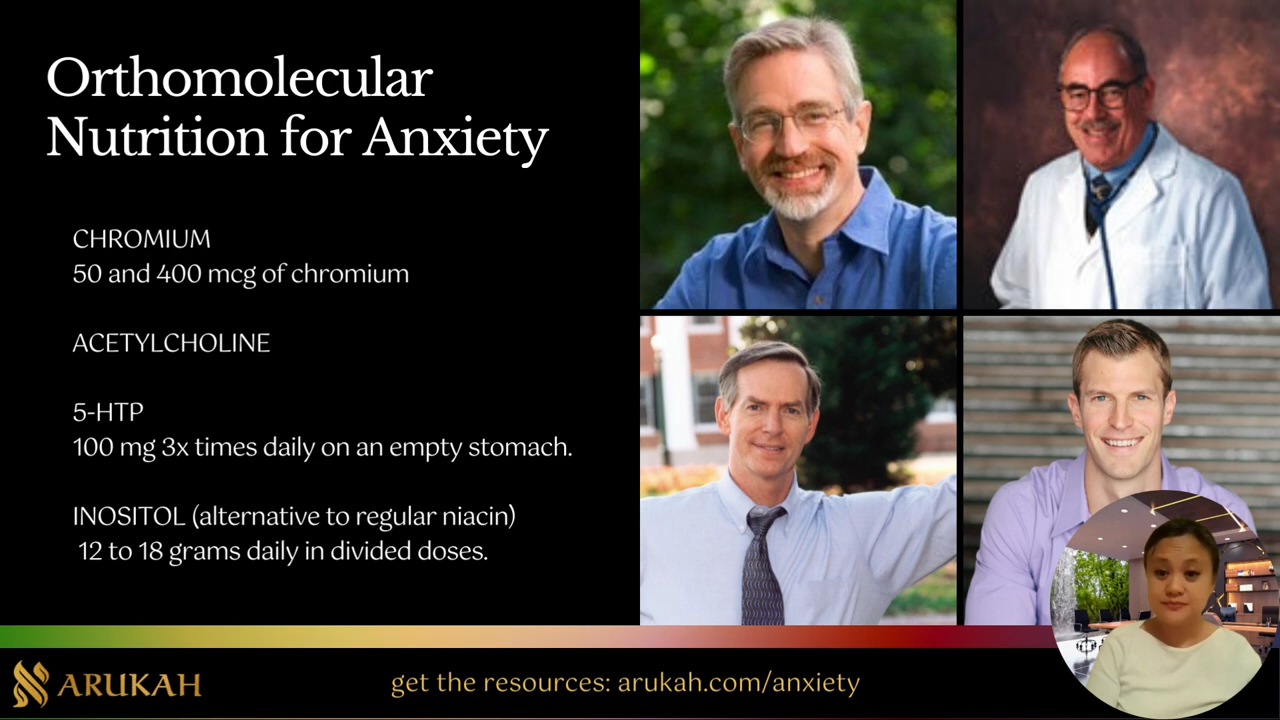 Orthomolecular
Nutrition for Anxiety
CHROMIUM
50 and 400 mcg of chromium
ACETYLCHOLINE
5-HTP
100 mg 3x times daily on an empty stomach.
INOSITOL (alternative to regular niacin)
12 to 18 grams daily in divided doses.
ARUKAH
get the resources: arukah.com/anxiety